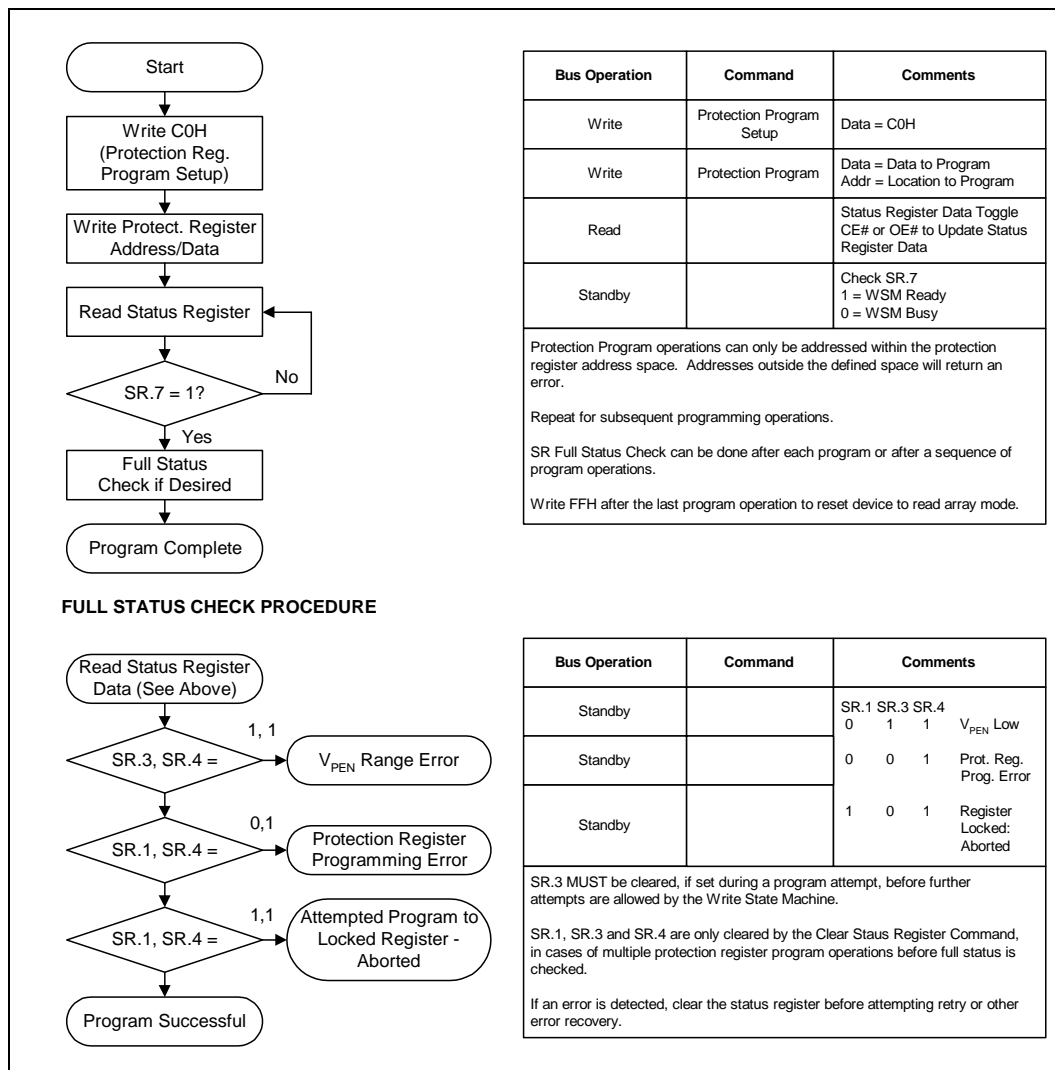 Start
Write C0H
(Protection Reg.
Program Setup)
Write Protect. Register
Address/Data
Read Status Register
No
SR.7 = 1?
Yes
Full Status
Check if Desired
Program Complete
Bus Operation Command Comments
Write Protection Program
Setup Data = C0H
Write Protection Program Data = Data to Program
Addr = Location to Program
Read Status Register Data Toggle
CE# or OE# to Update Status
Register Data
Standby Check SR.7
1 = WSM Ready
0 = WSM Busy
Protection Program operations can only be addressed within the protection
register address space. Addresses outside the defined space will return an
error.
Repeat for subsequent programming operations.
SR Full Status Check can be done after each program or after a sequence of
program operations.
Write FFH after the last program operation to reset device to read array mode.
FULL STATUS CHECK PROCEDURE
Read Status Register
Data (See Above)
1, 1
SR.3, SR.4 =
VPEN Range Error
0,1
SR.1, SR.4 =
Protection Register
Programming Error
1,1
SR.1, SR.4 =
Attempted Program to
Locked Register -
Aborted
Program Successful
Bus Operation Command Comments
Standby SR.1 SR.3 SR.4
0 1 1 VPEN Low
Standby 0 0 1 Prot. Reg.
Prog. Error
Standby 1 0 1 Register
Locked:
Aborted
SR.3 MUST be cleared, if set during a program attempt, before further
attempts are allowed by the Write State Machine.
SR.1, SR.3 and SR.4 are only cleared by the Clear Staus Register Command,
in cases of multiple protection register program operations before full status is
checked.
If an error is detected, clear the status register before attempting retry or other
error recovery.